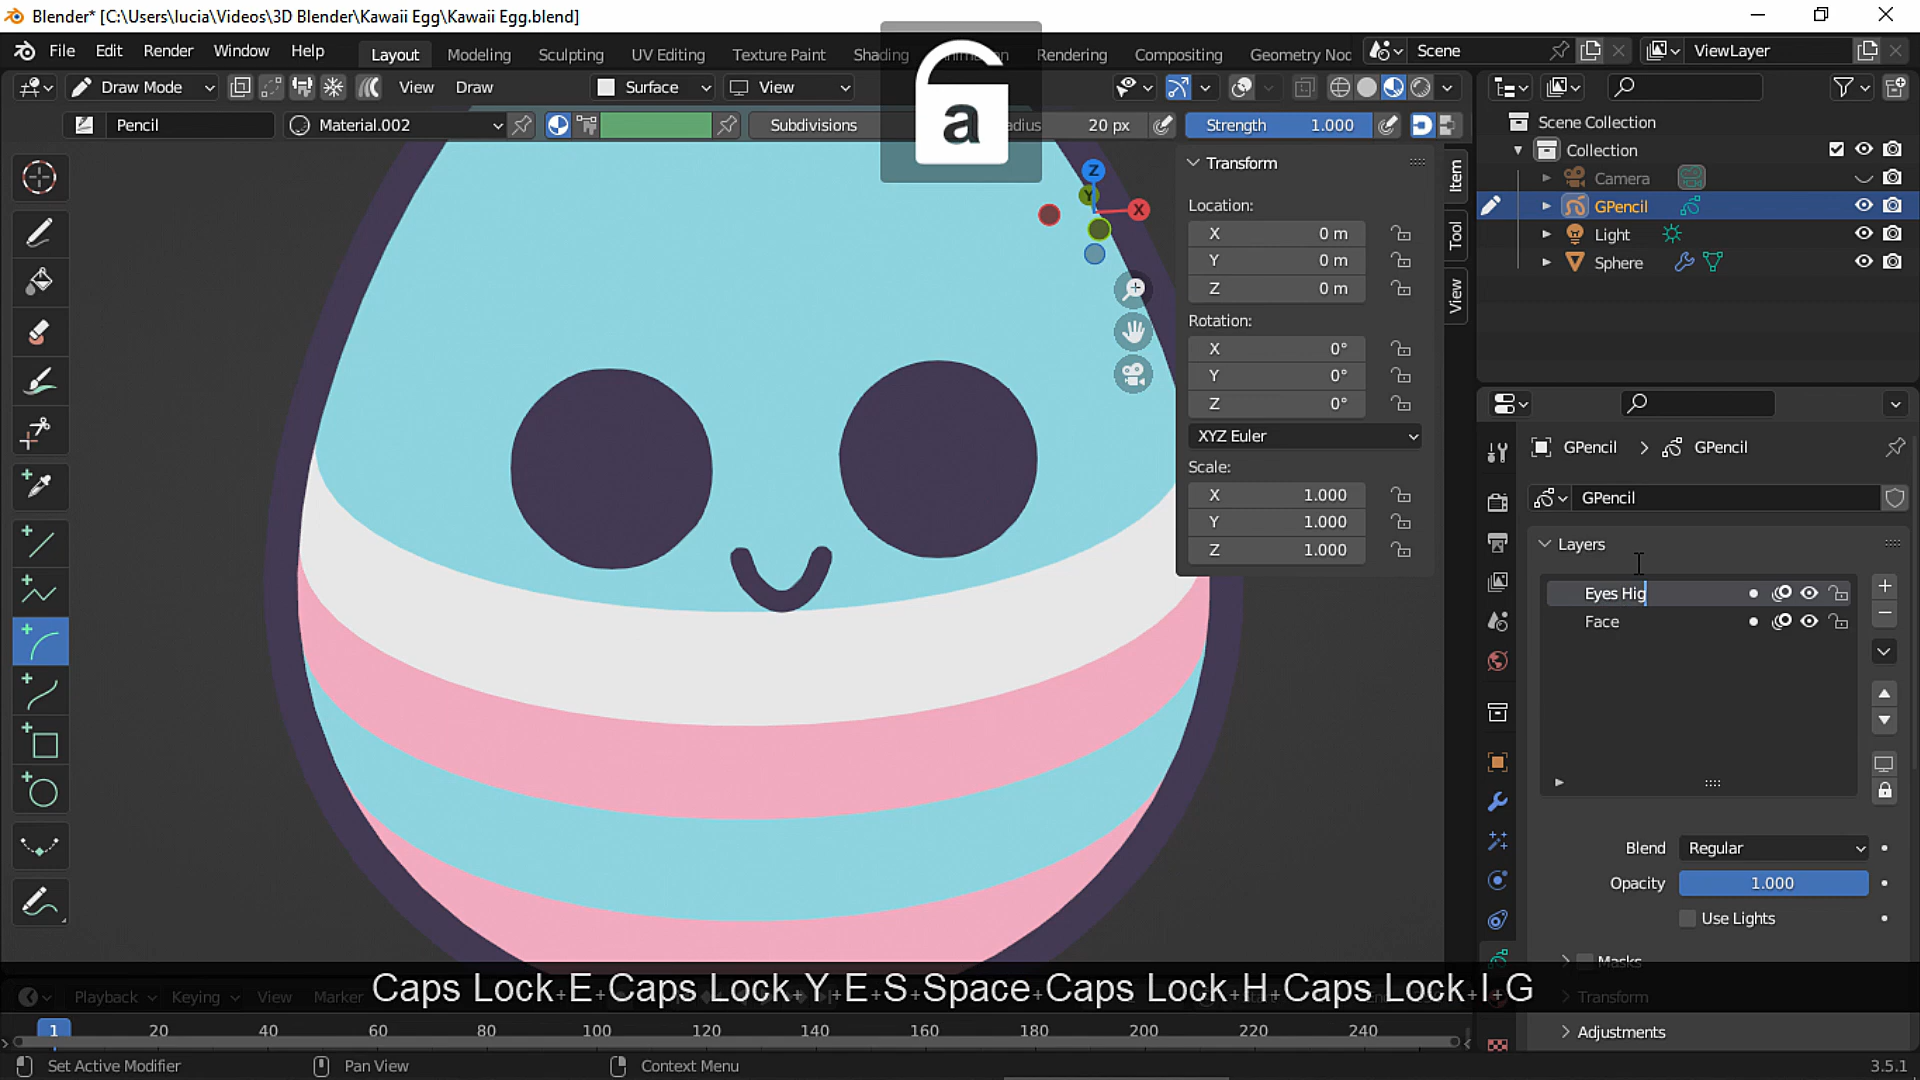 Blender* [C:\Users\lucia\Videos\3D Blender\Kawaii Egg\Kawaii Egg.blend]
File Edit Render Window Help Layout Modeling Sculpting UV Editing Texture Paint Shading Rendering Compositing Geometry Noc Scene ViewLayer
Draw Mode View Draw Surface View
Pencil Material.002 Subdivisions adius 20 px Strength 1.000
a
Scene Collection
Collection
Camera
GPencil
Light
Sphere
Transform
Location:
X 0 m
Y 0 m
Z 0 m
Rotation:
X 0°
Y 0°
Z 0°
XYZ Euler
Scale:
X 1.000
Y 1.000
Z 1.000
Item
Tool
View
Z
Y
X
GPencil > GPencil
GPencil
Layers
Eyes Hig
Face
Blend Regular
Opacity 1.000
Use Lights
Masks
Transform
Adjustments
Caps Lock+E+Caps Lock+Y+E+S+Space+Caps Lock+H+Caps Lock+I+G
Playback Keying View Marker
1 20 40 60 80 100 120 140 160 180 200 220 240
Set Active Modifier Pan View Context Menu 3.5.1